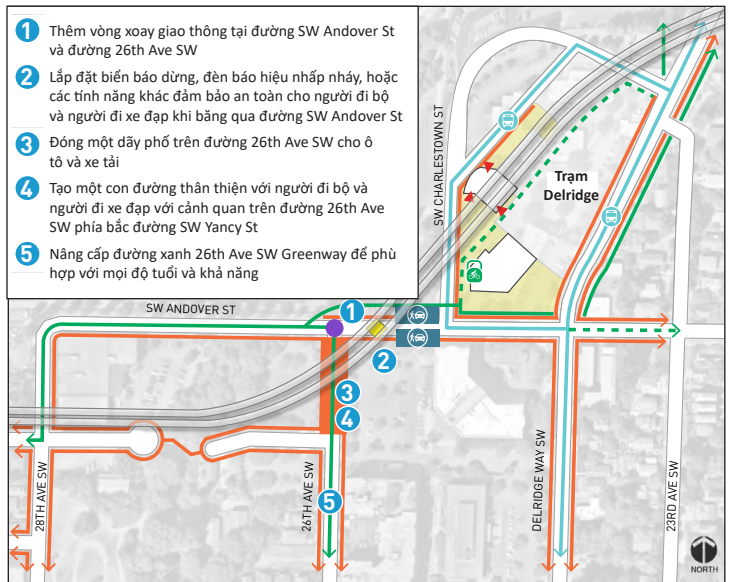 1 Thêm vòng xoay giao thông tại đường SW Andover St
và đường 26th Ave SW
2 Lắp đặt biển báo dừng, đèn báo hiệu nhấp nháy, hoặc
các tính năng khác đảm bảo an toàn cho người đi bộ
và người đi xe đạp khi băng qua đường SW Andover St
3 Đóng một dãy phố trên đường 26th Ave SW cho ô
tô và xe tải
4 Tạo một con đường thân thiện với người đi bộ và
người đi xe đạp với cảnh quan trên đường 26th Ave
SW phía bắc đường SW Yancy St
5 Nâng cấp đường xanh 26th Ave SW Greenway để phù
hợp với mọi độ tuổi và khả năng
SW CHARLESTOWN ST
Trạm
Delridge
SW ANDOVER ST
1
2
3
4
5
28TH AVE SW
26TH AVE SW
DELRIDGE WAY SW
23RD AVE SW
NORTH